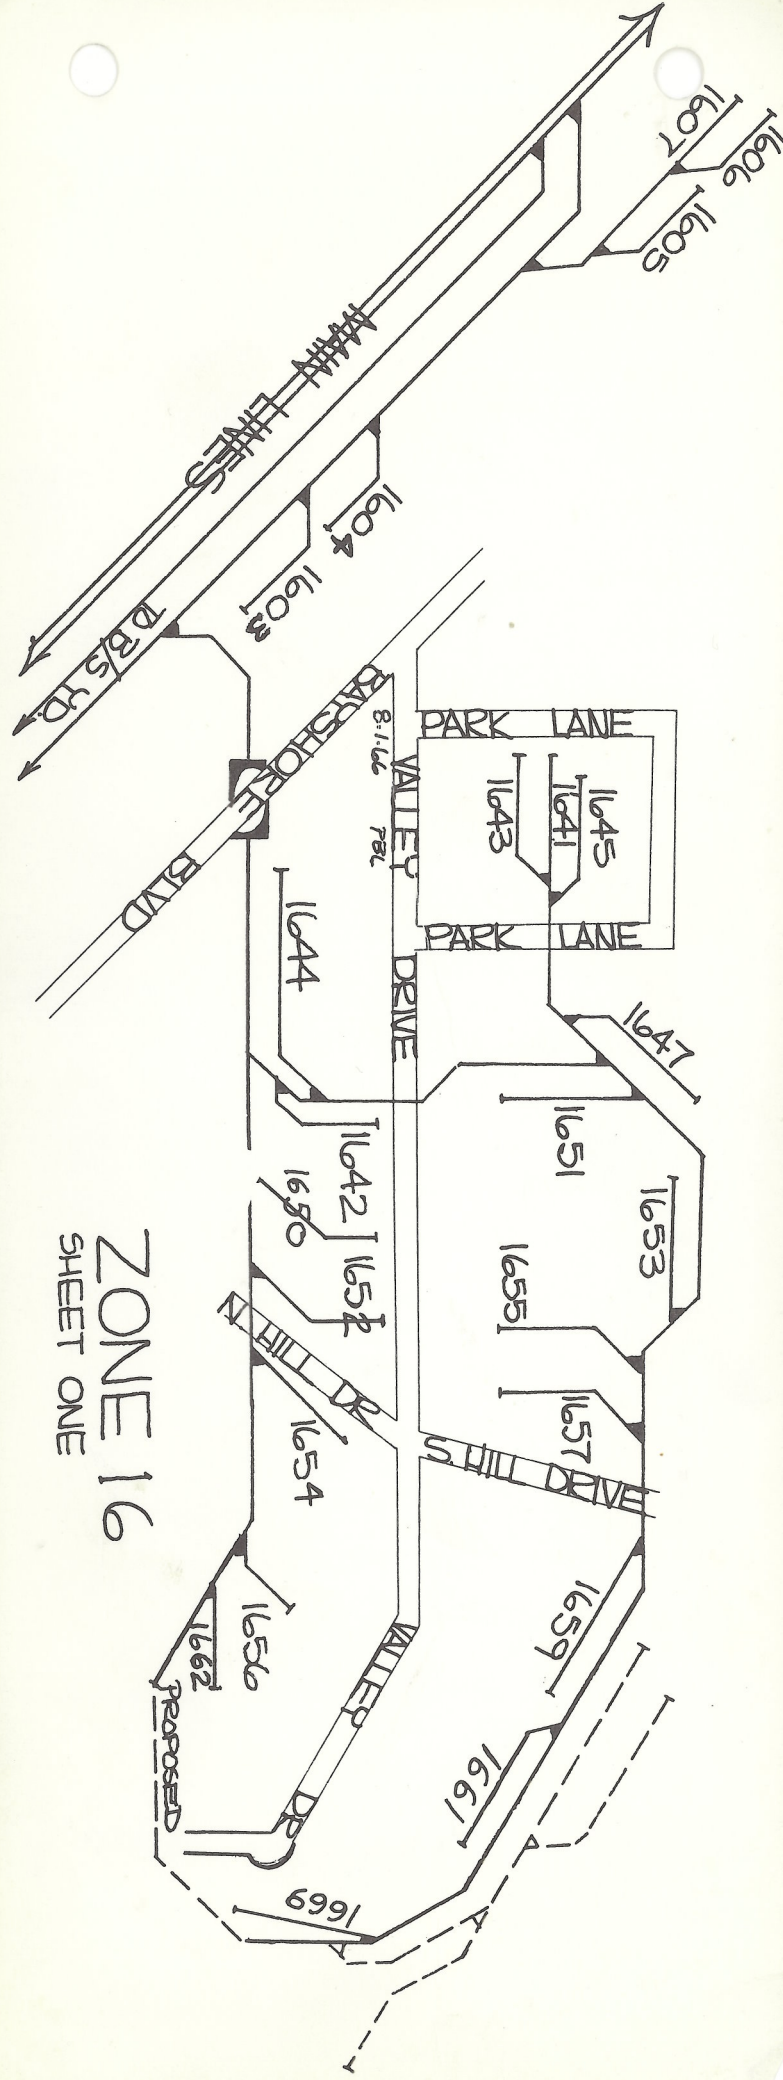 1607
1606
1605
MAIN LINES
1604
1603
TO B/S YD.
BAYSHORE BLVD
8-1-66
PBL
VALLEY DRIVE
PARK LANE
1643
1641
1645
PARK LANE
1644
1647
1642
1651
1650
1653
1652
1655
N. HILL DR
1657
1654
S. HILL DRIVE
1659
1656
1662
VALLEY DR
1661
PROPOSED
1669
ZONE 16
SHEET ONE